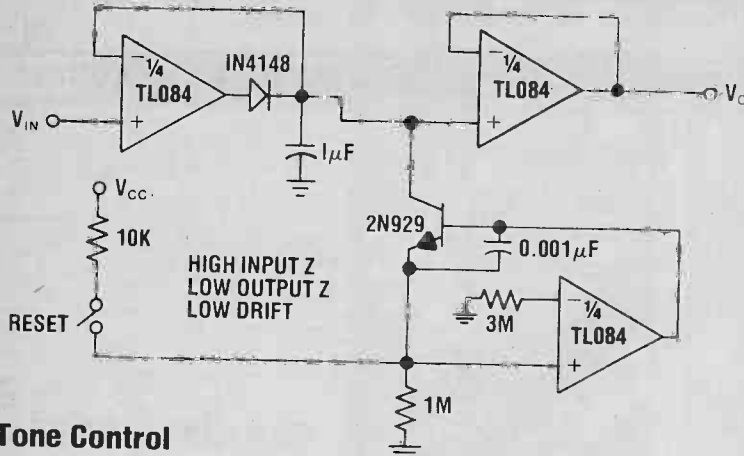 − 1/4
TL084
+
IN4148
− 1/4
TL084
+
V_IN
V_O
1μF
V_CC
10K
2N929
0.001μF
HIGH INPUT Z
LOW OUTPUT Z
LOW DRIFT
RESET
3M
− 1/4
TL084
+
1M
Tone Control